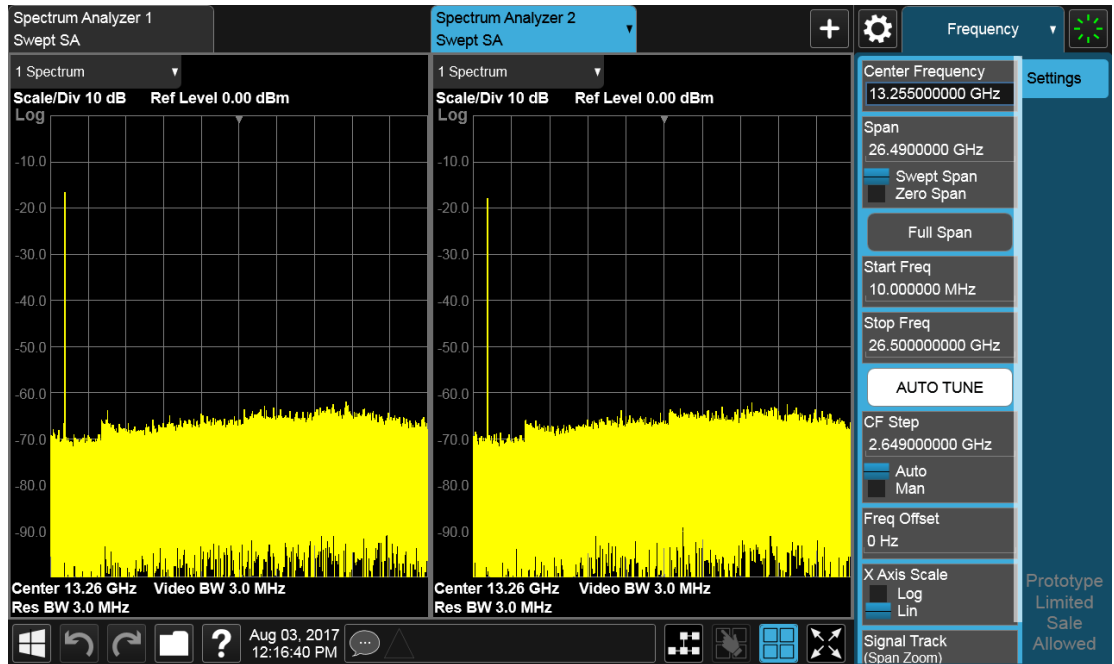 Spectrum Analyzer 1
Swept SA
Spectrum Analyzer 2
Swept SA
+
Frequency
1 Spectrum
Scale/Div 10 dB Ref Level 0.00 dBm
Log
-10.0
-20.0
-30.0
-40.0
-50.0
-60.0
-70.0
-80.0
-90.0
Center 13.26 GHz Video BW 3.0 MHz
Res BW 3.0 MHz
1 Spectrum
Scale/Div 10 dB Ref Level 0.00 dBm
Log
-10.0
-20.0
-30.0
-40.0
-50.0
-60.0
-70.0
-80.0
-90.0
Center 13.26 GHz Video BW 3.0 MHz
Res BW 3.0 MHz
Center Frequency
13.255000000 GHz
Span
26.4900000 GHz
Swept Span
Zero Span
Full Span
Start Freq
10.000000 MHz
Stop Freq
26.500000000 GHz
AUTO TUNE
CF Step
2.649000000 GHz
Auto
Man
Freq Offset
0 Hz
X Axis Scale
Log
Lin
Signal Track
(Span Zoom)
Settings
Prototype
Limited
Sale
Allowed
?
Aug 03, 2017
12:16:40 PM